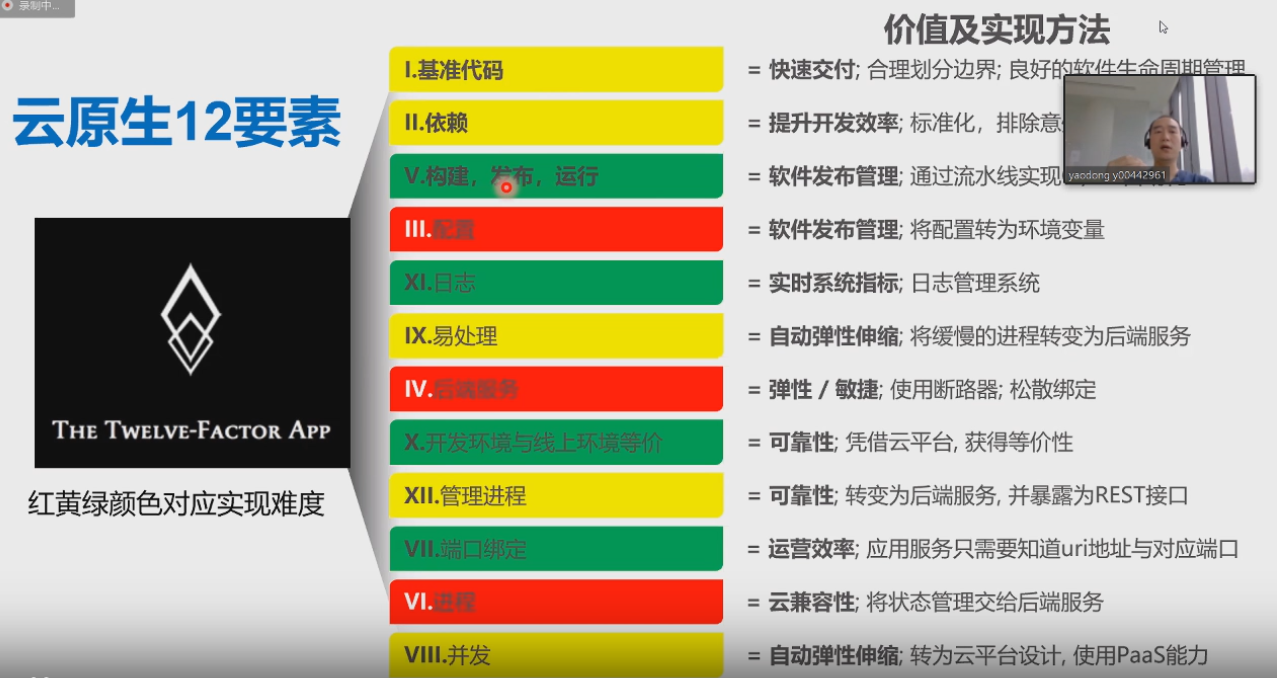 录制中...
价值及实现方法
云原生12要素
I.基准代码
= 快速交付; 合理划分边界; 良好的软件生命周期管理
II.依赖
= 提升开发效率; 标准化，排除意
V.构建，发布，运行
= 软件发布管理; 通过流水线实现
yaodong y00442961
III.配置
= 软件发布管理; 将配置转为环境变量
XI.日志
= 实时系统指标; 日志管理系统
IX.易处理
= 自动弹性伸缩; 将缓慢的进程转变为后端服务
IV.后端服务
= 弹性 / 敏捷; 使用断路器; 松散绑定
X.开发环境与线上环境等价
= 可靠性; 凭借云平台, 获得等价性
XII.管理进程
= 可靠性; 转变为后端服务, 并暴露为REST接口
VII.端口绑定
= 运营效率; 应用服务只需要知道uri地址与对应端口
VI.进程
= 云兼容性; 将状态管理交给后端服务
VIII.并发
= 自动弹性伸缩; 转为云平台设计, 使用PaaS能力
THE TWELVE-FACTOR APP
红黄绿颜色对应实现难度